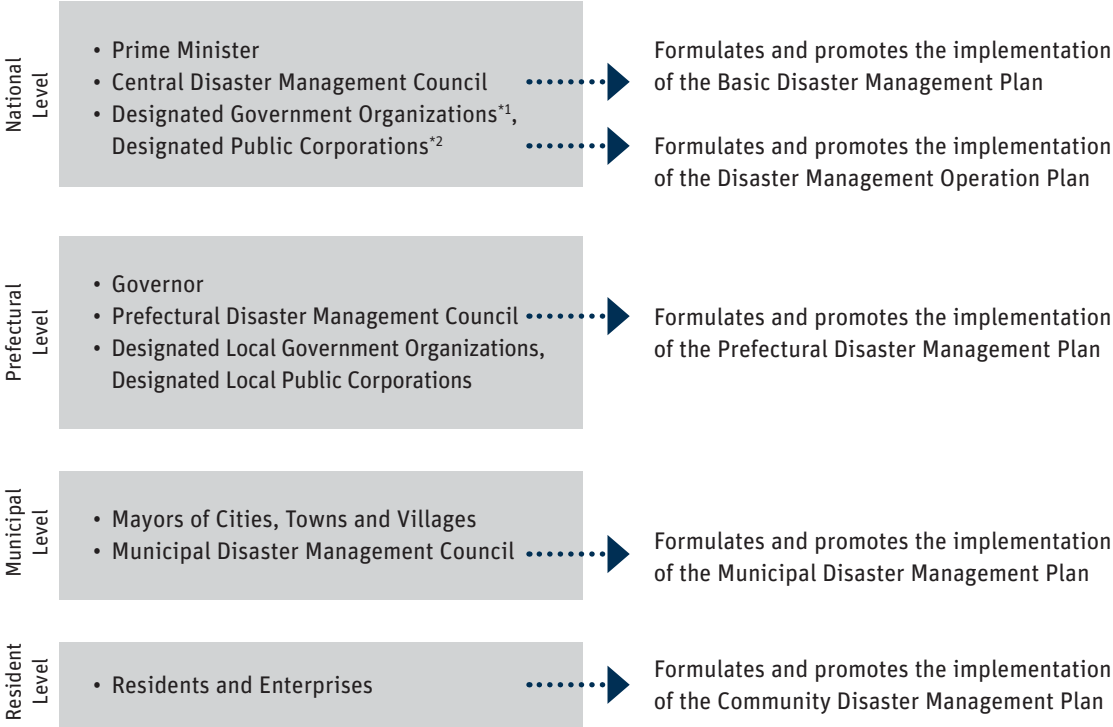 National
Level
• Prime Minister
• Central Disaster Management Council
• Designated Government Organizations*1,
Designated Public Corporations*2
Formulates and promotes the implementation
of the Basic Disaster Management Plan
Formulates and promotes the implementation
of the Disaster Management Operation Plan
Prefectural
Level
• Governor
• Prefectural Disaster Management Council
• Designated Local Government Organizations,
Designated Local Public Corporations
Formulates and promotes the implementation
of the Prefectural Disaster Management Plan
Municipal
Level
• Mayors of Cities, Towns and Villages
• Municipal Disaster Management Council
Formulates and promotes the implementation
of the Municipal Disaster Management Plan
Resident
Level
• Residents and Enterprises
Formulates and promotes the implementation
of the Community Disaster Management Plan